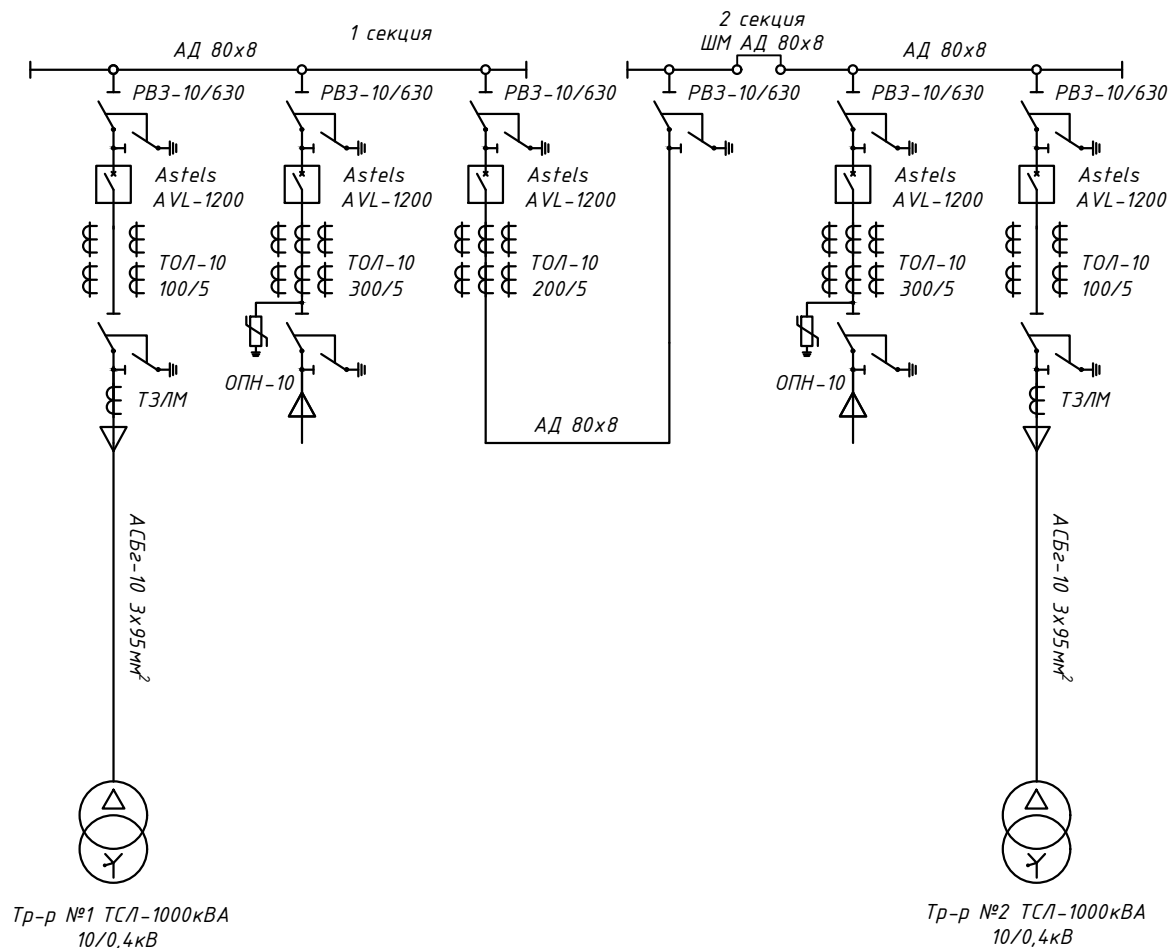 1 секция
2 секция
АД 80х8
ШМ АД 80х8
АД 80х8
РВЗ-10/630
РВЗ-10/630
РВЗ-10/630
РВЗ-10/630
РВЗ-10/630
РВЗ-10/630
Astels
AVL-1200
Astels
AVL-1200
Astels
AVL-1200
Astels
AVL-1200
Astels
AVL-1200
ТОЛ-10
100/5
ТОЛ-10
300/5
ТОЛ-10
200/5
ТОЛ-10
300/5
ТОЛ-10
100/5
ОПН-10
ОПН-10
ТЗЛМ
ТЗЛМ
АД 80х8
АСБг-10 3х95мм²
АСБг-10 3х95мм²
Тр-р №1 ТСЛ-1000кВА
10/0,4кВ
Тр-р №2 ТСЛ-1000кВА
10/0,4кВ